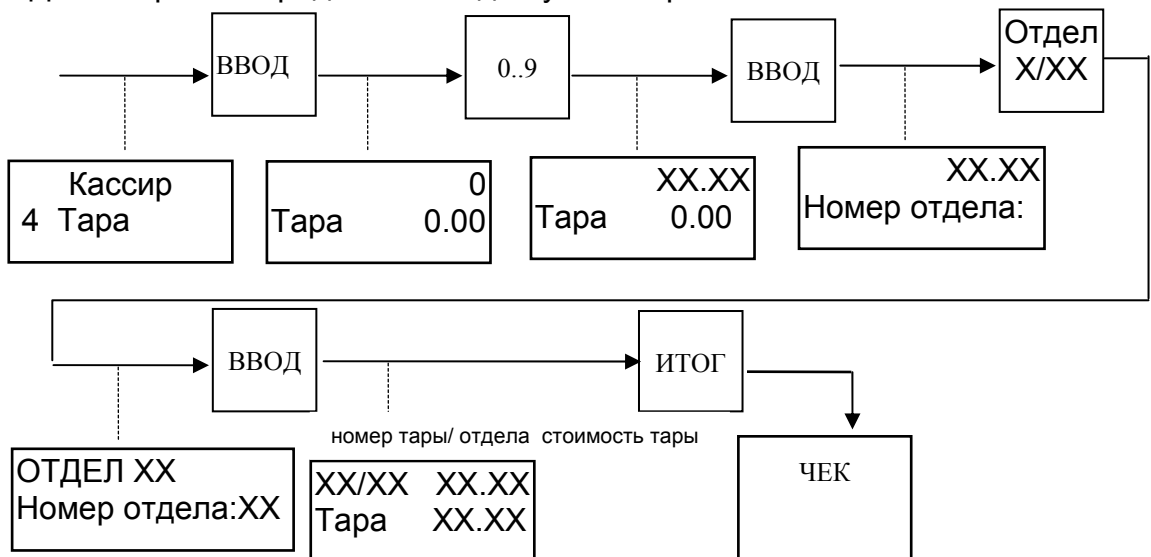 ВВОД
0..9
ВВОД
Отдел
Х/ХХ
Кассир
4 Тара
0
Тара 0.00
ХХ.ХХ
Тара 0.00
ХХ.ХХ
Номер отдела:
ВВОД
ИТОГ
номер тары/ отдела стоимость тары
ОТДЕЛ ХХ
Номер отдела:ХХ
ХХ/ХХ ХХ.ХХ
Тара ХХ.ХХ
ЧЕК